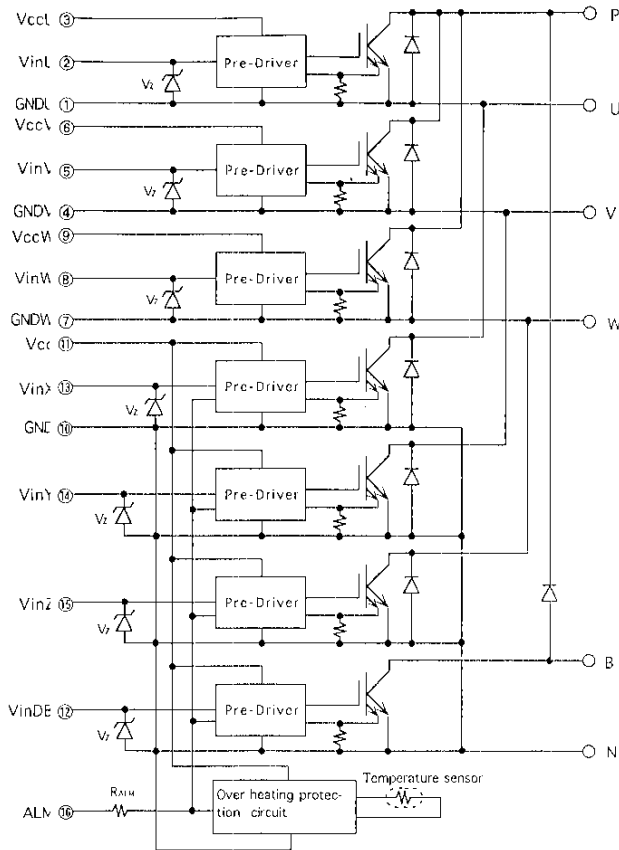 VccU ③ P
VinU ② Vz Pre-Driver
GNDU ① U
VccV ⑥
VinV ⑤ Vz Pre-Driver
GNDV ④ V
VccW ⑨
VinW ⑧ Vz Pre-Driver
GNDW ⑦ W
Vcc ⑪
VinX ⑬ Vz Pre-Driver
GND ⑩
VinY ⑭ Vz Pre-Driver
VinZ ⑮ Vz Pre-Driver
B
VinDB ⑫ Vz Pre-Driver
N
RALM Over heating protec- Temperature sensor
ALM ⑯ tion circuit